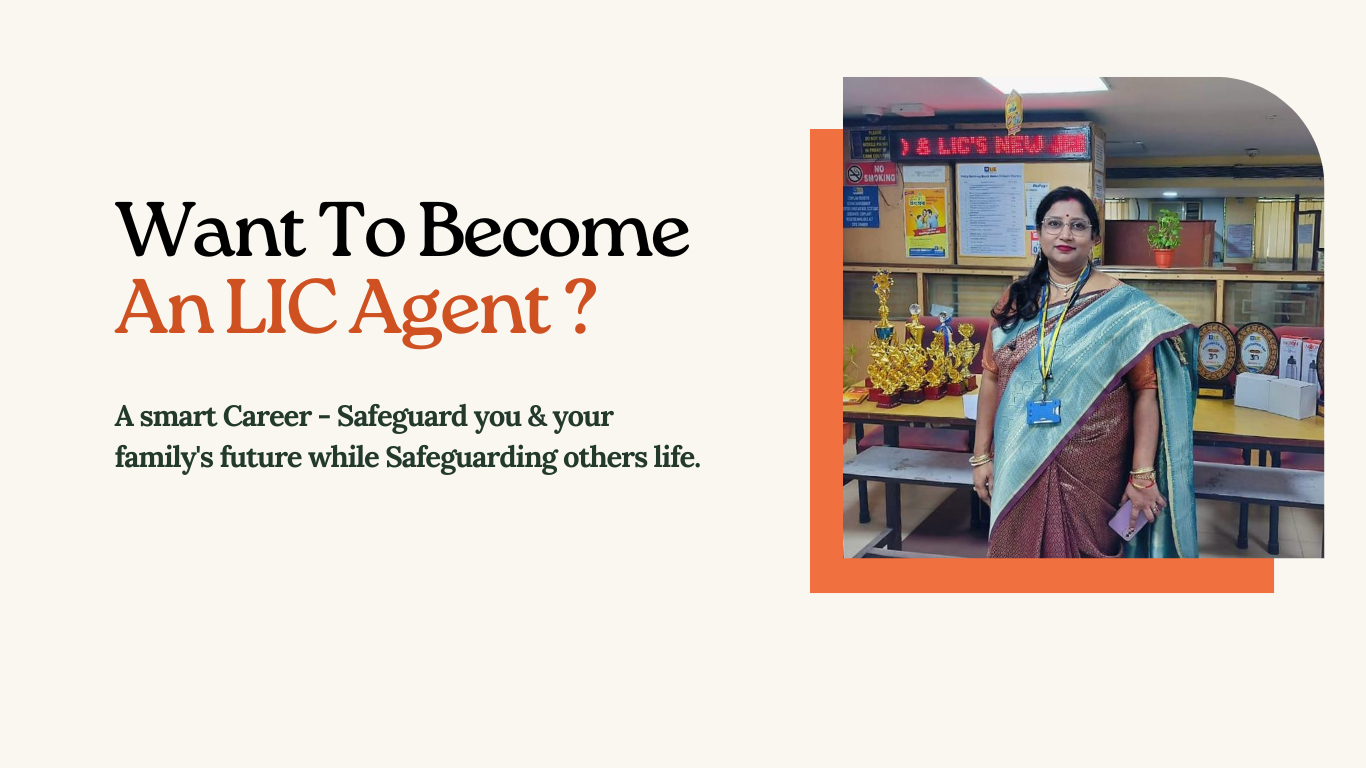 Want To Become
An LIC Agent ?
A smart Career - Safeguard you & your
family's future while Safeguarding others life.
) & LIC'S NEW
NO
SMOKING